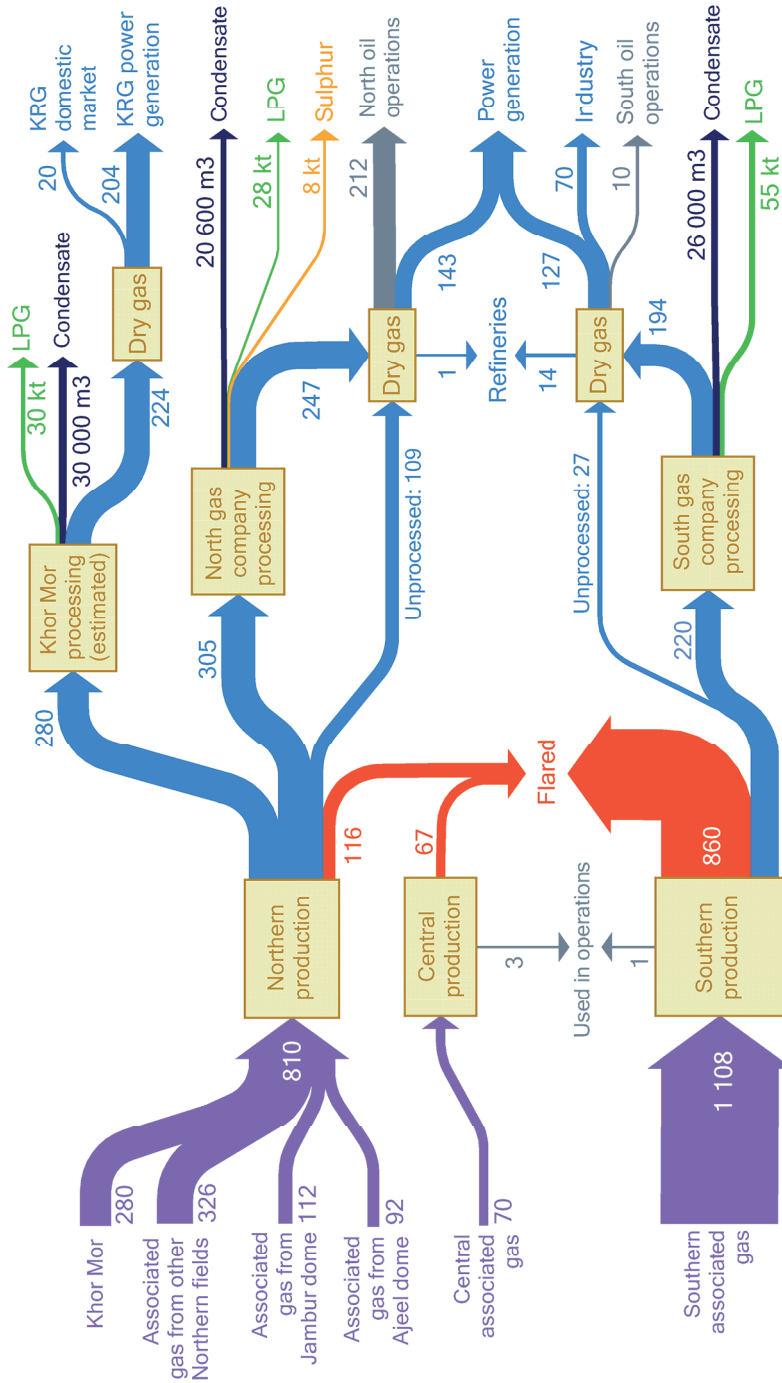 Khor Mor
280
Associated
gas from other
Northern fields
326
Associated
gas from
Jambur dome
112
Associated
gas from
Ajeel dome
92
Central
associated
gas
70
Southern
associated
gas
810
1 108
Northern
production
Central
production
Southern
production
3
Used in operations
1
116
67
Flared
860
280
305
Unprocessed: 109
Unprocessed: 27
220
Khor Mor
processing
(estimated)
North gas
company
processing
South gas
company
processing
30 kt
LPG
30 000 m3
Condensate
224
Dry gas
20
KRG
domestic
market
204
KRG power
generation
20 600 m3
Condensate
28 kt
LPG
8 kt
Sulphur
247
Dry gas
212
North oil
operations
143
1
Refineries
14
127
Power
generation
Dry gas
70
Industry
10
South oil
operations
194
26 000 m3
Condensate
55 kt
LPG